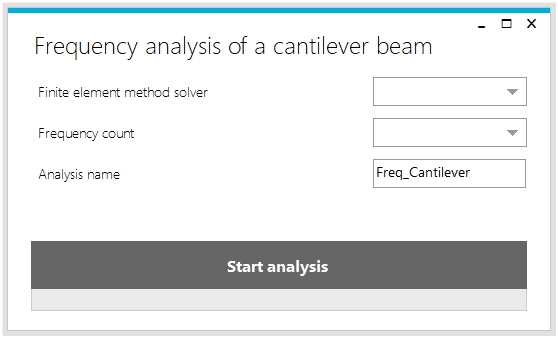 Frequency analysis of a cantilever beam
Finite element method solver
Frequency count
Analysis name
Freq_Cantilever
Start analysis